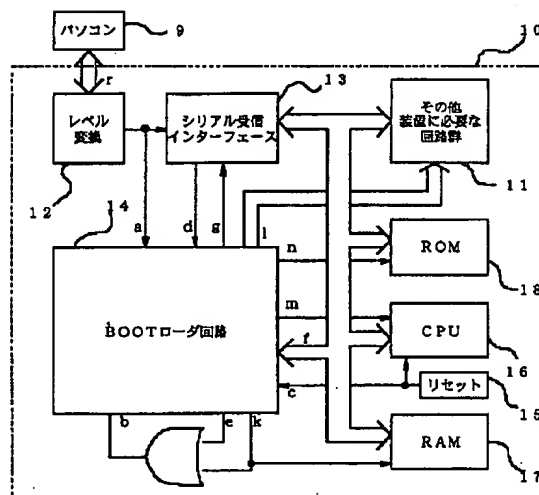 パソコン
9
10
r
13
レベル
変換
シリアル受信
インターフェース
その他
装置に必要な
回路群
12
14
11
a
d
g
l
n
ROM
18
m
BOOTローダ回路
f
CPU
16
c
リセット
15
b
e
k
RAM
17